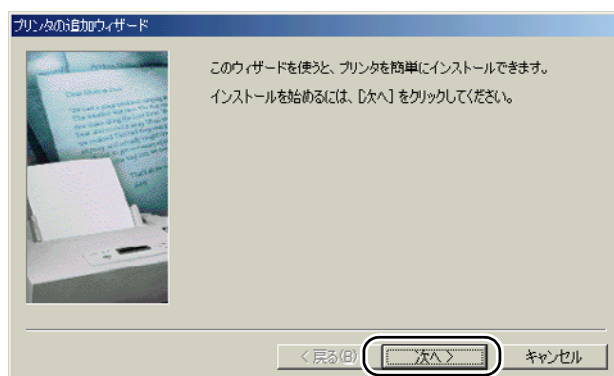 プリンタの追加ウィザード
このウィザードを使うと、プリンタを簡単にインストールできます。
インストールを始めるには、[次へ] をクリックしてください。
< 戻る(B)
次へ >
キャンセル